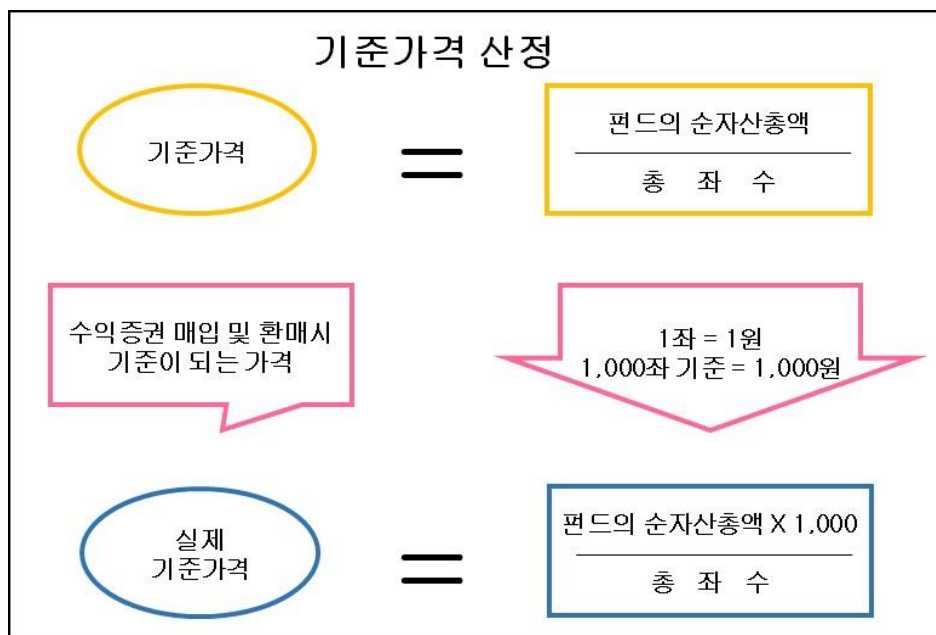 기준가격 산정
기준가격
=
펀드의 순자산총액
총 좌 수
수익증권 매입 및 환매시
기준이 되는 가격
1좌 = 1원
1,000좌 기준 = 1,000원
실제
기준가격
=
펀드의 순자산총액 X 1,000
총 좌 수